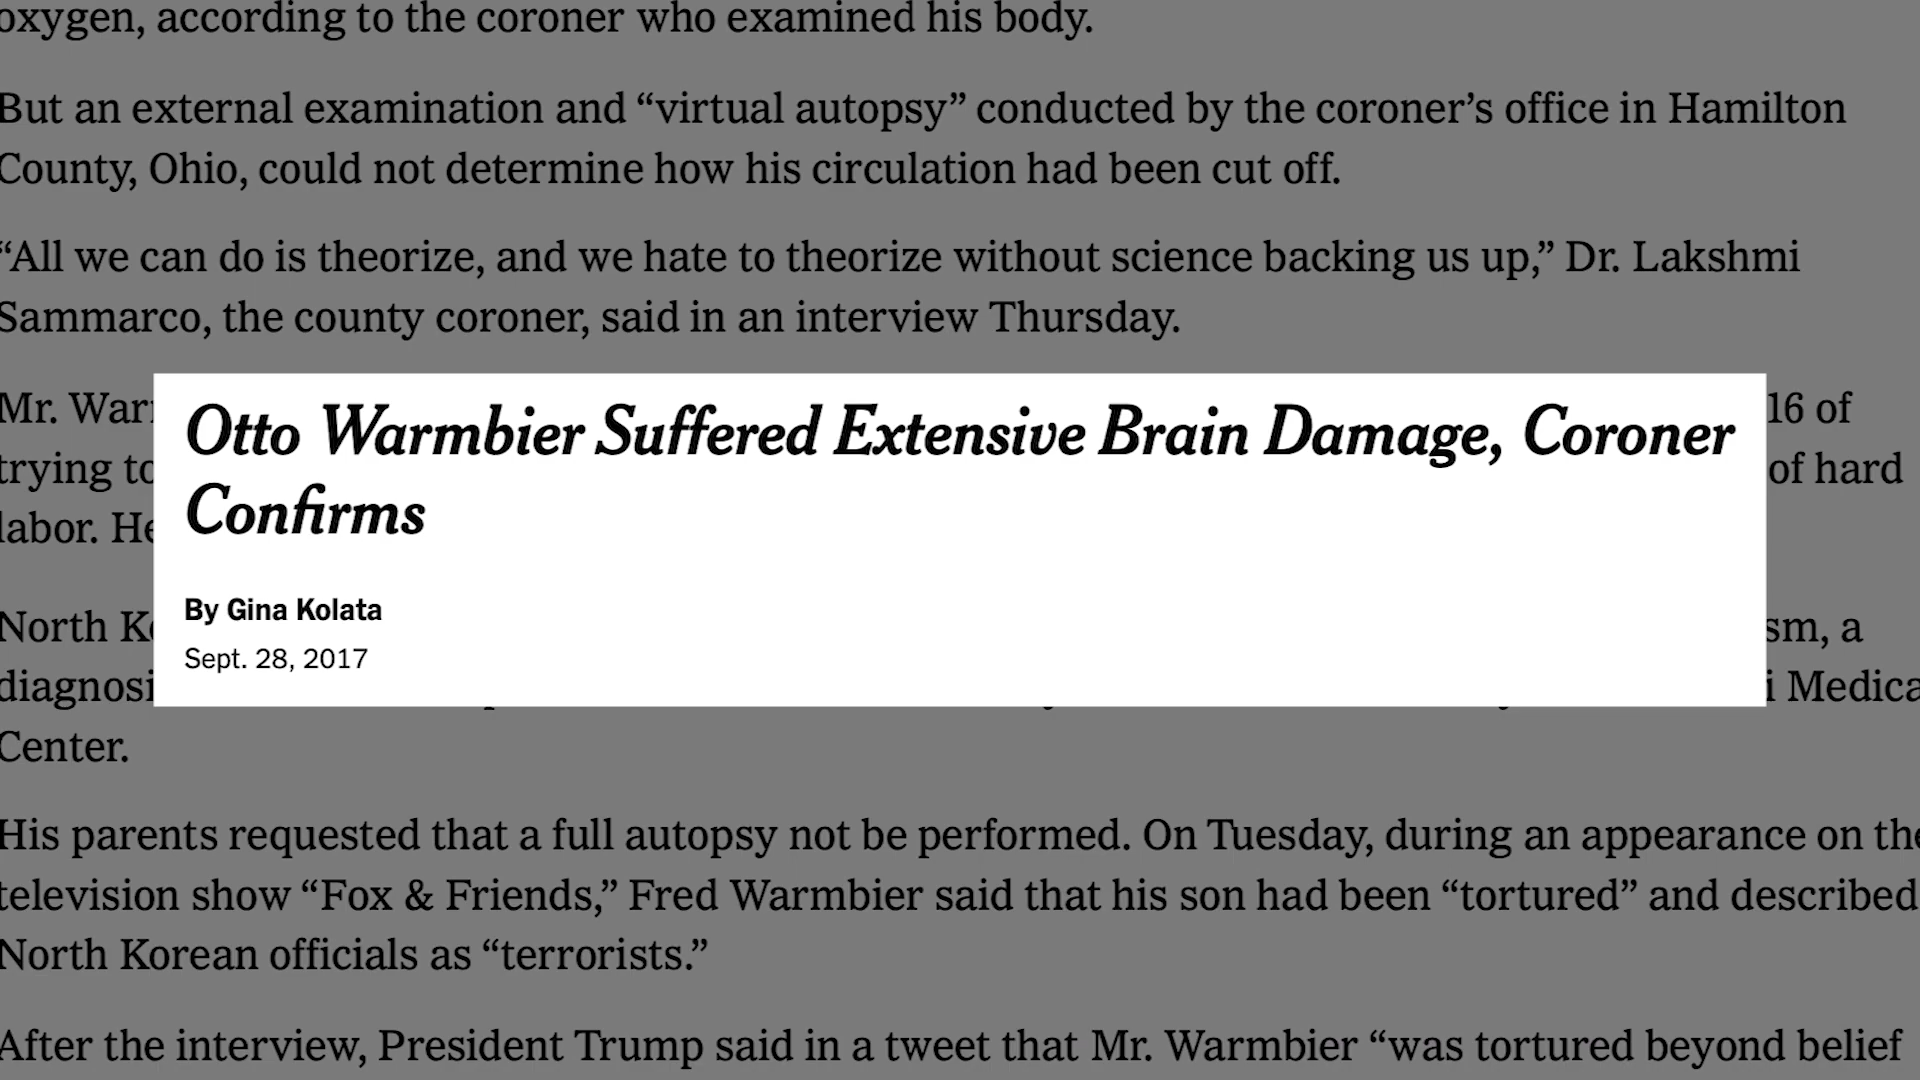 oxygen, according to the coroner who examined his body.
But an external examination and “virtual autopsy” conducted by the coroner’s office in Hamilton
County, Ohio, could not determine how his circulation had been cut off.
“All we can do is theorize, and we hate to theorize without science backing us up,” Dr. Lakshmi
Sammarco, the county coroner, said in an interview Thursday.
Mr. 16 of
trying to of hard
labor. He
Otto Warmbier Suffered Extensive Brain Damage, Coroner
Confirms
By Gina Kolata
Sept. 28, 2017
North a
Medical
Center.
His parents requested that a full autopsy not be performed. On Tuesday, during an appearance on the
television show “Fox & Friends,” Fred Warmbier said that his son had been “tortured” and described
North Korean officials as “terrorists.”
After the interview, President Trump said in a tweet that Mr. Warmbier “was tortured beyond belief